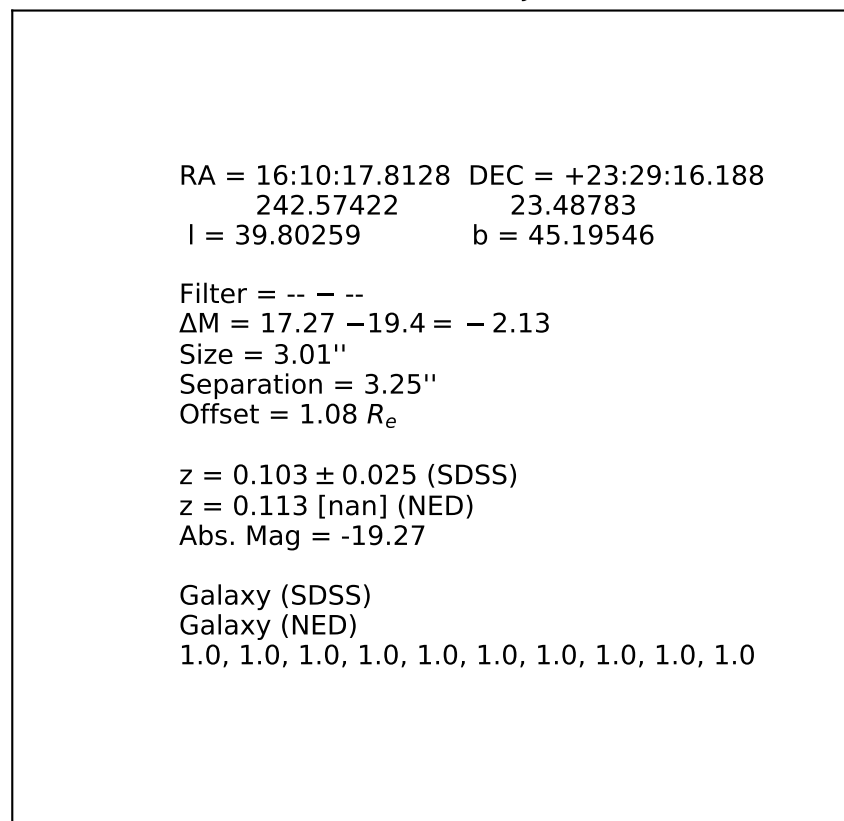 RA = 16:10:17.8128 DEC = +23:29:16.188
242.57422 23.48783
l = 39.80259 b = 45.19546
Filter = -- − --
ΔM = 17.27 −19.4 = − 2.13
Size = 3.01''
Separation = 3.25''
Offset = 1.08 Re
z = 0.103 ± 0.025 (SDSS)
z = 0.113 [nan] (NED)
Abs. Mag = -19.27
Galaxy (SDSS)
Galaxy (NED)
1.0, 1.0, 1.0, 1.0, 1.0, 1.0, 1.0, 1.0, 1.0, 1.0